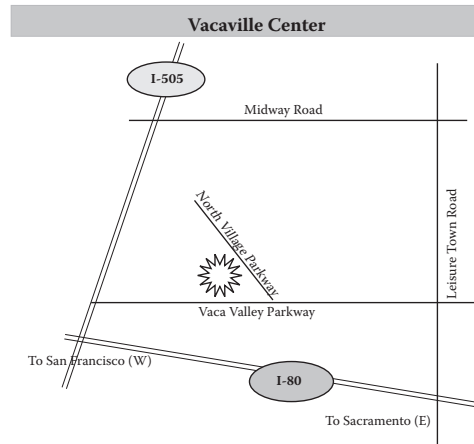 Vacaville Center
I-505
Midway Road
North Village Parkway
Leisure Town Road
Vaca Valley Parkway
To San Francisco (W)
I-80
To Sacramento (E)